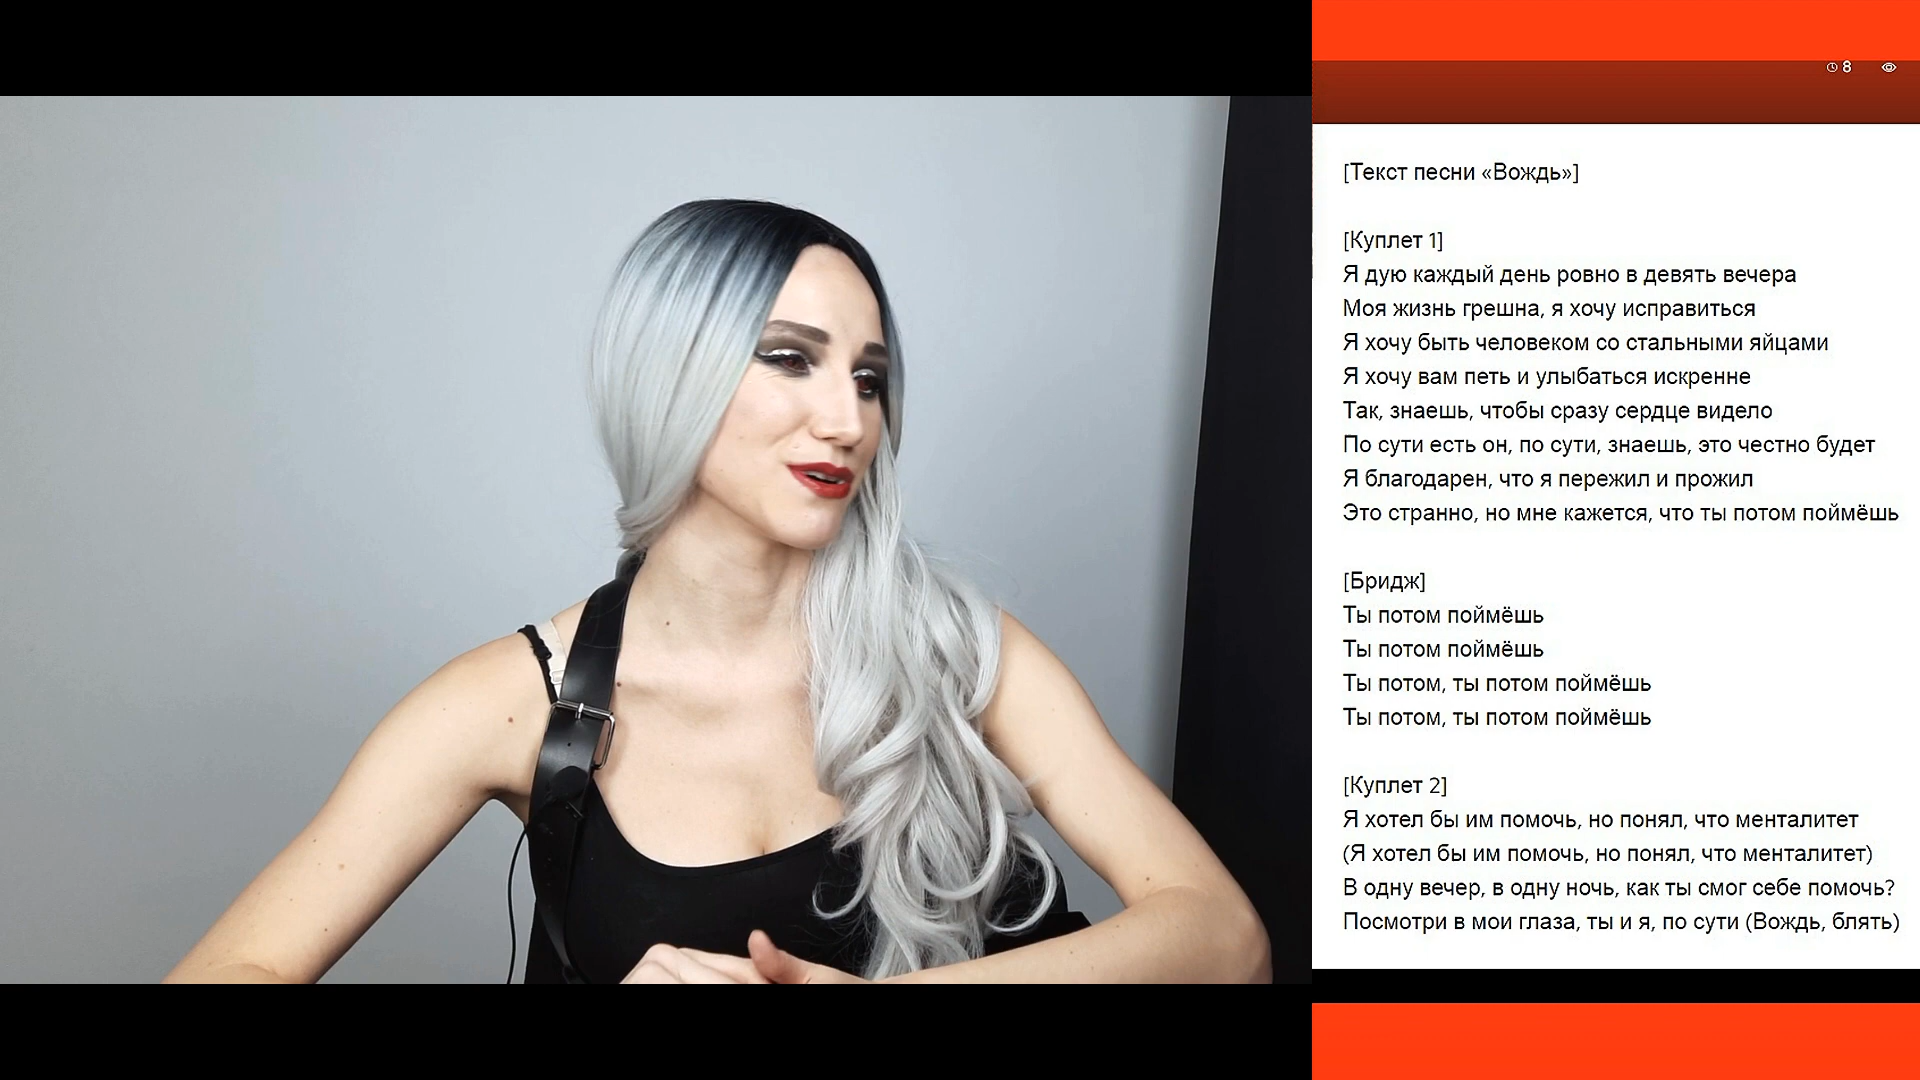 8
[Текст песни «Вождь»]
[Куплет 1]
Я дую каждый день ровно в девять вечера
Моя жизнь грешна, я хочу исправиться
Я хочу быть человеком со стальными яйцами
Я хочу вам петь и улыбаться искренне
Так, знаешь, чтобы сразу сердце видело
По сути есть он, по сути, знаешь, это честно будет
Я благодарен, что я пережил и прожил
Это странно, но мне кажется, что ты потом поймёшь
[Бридж]
Ты потом поймёшь
Ты потом поймёшь
Ты потом, ты потом поймёшь
Ты потом, ты потом поймёшь
[Куплет 2]
Я хотел бы им помочь, но понял, что менталитет
(Я хотел бы им помочь, но понял, что менталитет)
В одну вечер, в одну ночь, как ты смог себе помочь?
Посмотри в мои глаза, ты и я, по сути (Вождь, блять)